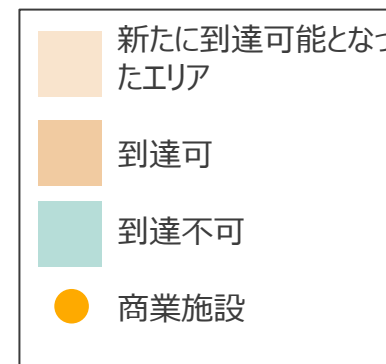 新たに到達可能となっ
たエリア
到達可
到達不可
商業施設